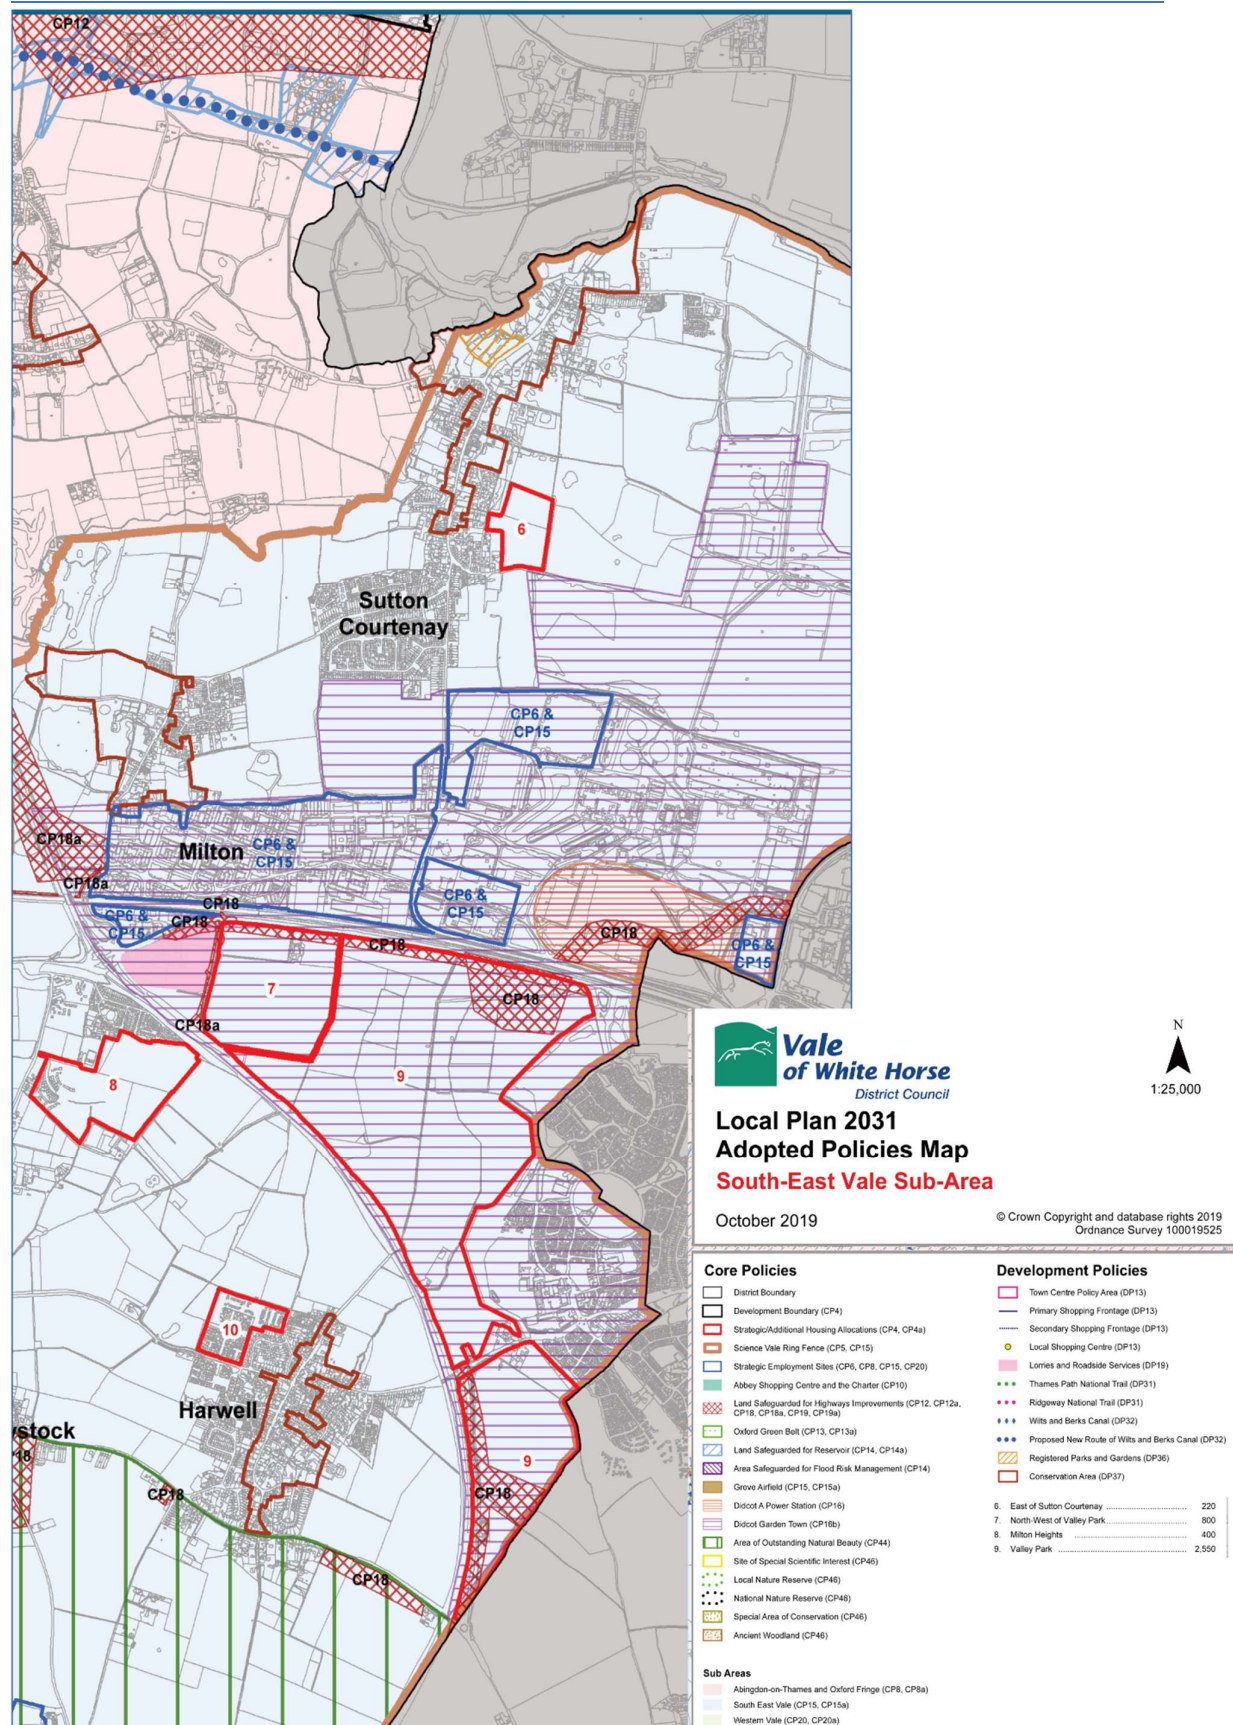 CP12
6
Sutton
Courtenay
CP6 &
CP15
CP18a
Milton
CP6 &
CP15
CP18a
CP6 &
CP15
CP18
CP6 &
CP15
CP18
CP18
CP18
CP6 &
CP15
7
CP18
CP18a
9
8
10
Harwell
stock
18
CP18
9
CP18
CP18
Vale
of White Horse
District Council
N
1:25,000
Local Plan 2031
Adopted Policies Map
South-East Vale Sub-Area
October 2019
© Crown Copyright and database rights 2019
Ordnance Survey 100019525
Core Policies
District Boundary
Development Boundary (CP4)
Strategic/Additional Housing Allocations (CP4, CP4a)
Science Vale Ring Fence (CP5, CP15)
Strategic Employment Sites (CP6, CP8, CP15, CP20)
Abbey Shopping Centre and the Charter (CP10)
Land Safeguarded for Highways Improvements (CP12, CP12a,
CP18, CP18a, CP19, CP19a)
Oxford Green Belt (CP13, CP13a)
Land Safeguarded for Reservoir (CP14, CP14a)
Area Safeguarded for Flood Risk Management (CP14)
Grove Airfield (CP15, CP15a)
Didcot A Power Station (CP16)
Didcot Garden Town (CP16b)
Area of Outstanding Natural Beauty (CP44)
Site of Special Scientific Interest (CP46)
Local Nature Reserve (CP46)
National Nature Reserve (CP46)
Special Area of Conservation (CP46)
Ancient Woodland (CP46)
Sub Areas
Abingdon-on-Thames and Oxford Fringe (CP8, CP8a)
South East Vale (CP15, CP15a)
Western Vale (CP20, CP20a)
Development Policies
Town Centre Policy Area (DP13)
Primary Shopping Frontage (DP13)
Secondary Shopping Frontage (DP13)
Local Shopping Centre (DP13)
Lorries and Roadside Services (DP19)
Thames Path National Trail (DP31)
Ridgeway National Trail (DP31)
Wilts and Berks Canal (DP32)
Proposed New Route of Wilts and Berks Canal (DP32)
Registered Parks and Gardens (DP36)
Conservation Area (DP37)
6. East of Sutton Courtenay ........................... 220
7. North-West of Valley Park ........................... 800
8. Milton Heights ........................... 400
9. Valley Park ........................... 2,550